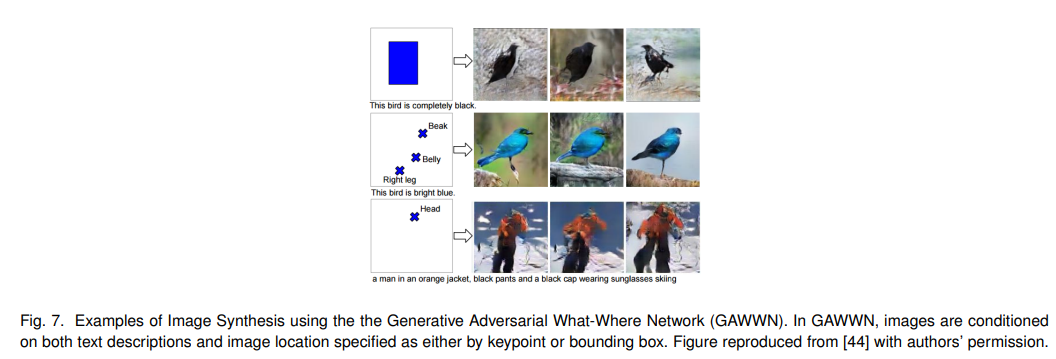 This bird is completely black.
Beak
Belly
Right leg
This bird is bright blue.
Head
a man in an orange jacket, black pants and a black cap wearing sunglasses skiing
Fig. 7. Examples of Image Synthesis using the the Generative Adversarial What-Where Network (GAWWN). In GAWWN, images are conditioned
on both text descriptions and image location specified as either by keypoint or bounding box. Figure reproduced from [44] with authors' permission.